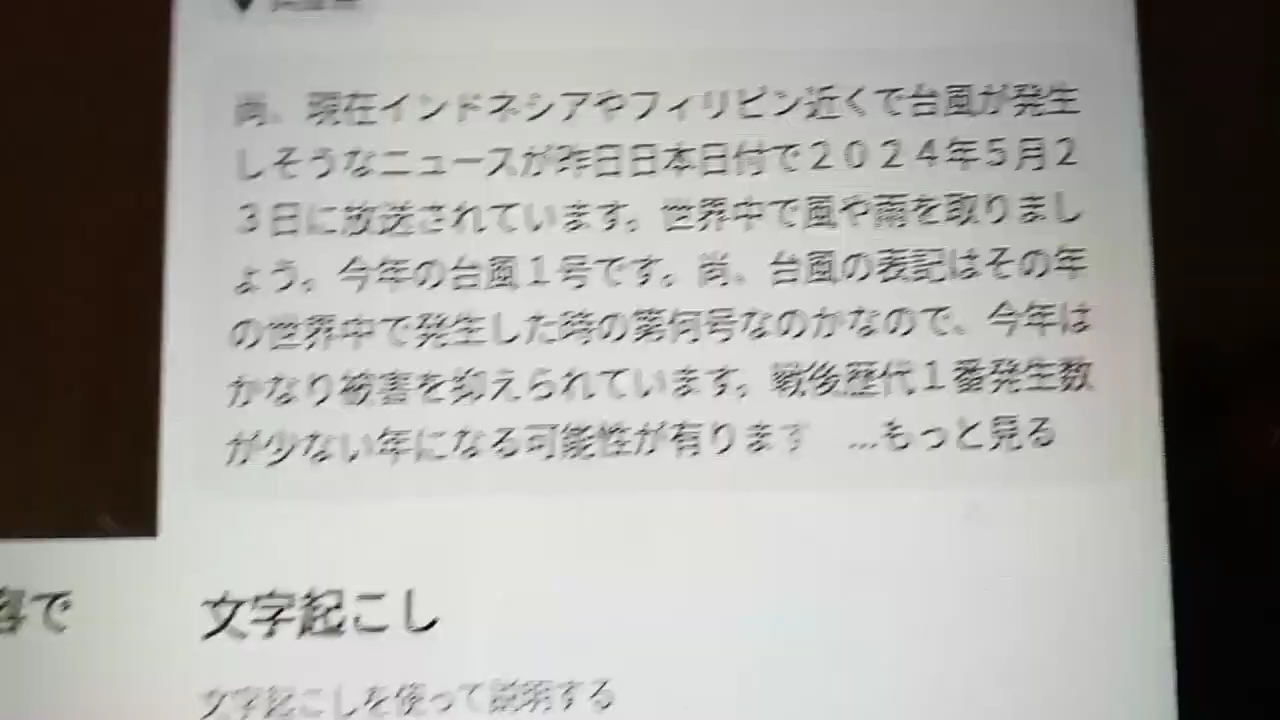 尚、現在インドネシアやフィリピン近くで台風が発生
しそうなニュースが昨日日本日付で２０２４年５月２
３日に放送されています。世界中で風や雨を取りまし
ょう。今年の台風１号です。尚、台風の表記はその年
の世界中で発生した時の第何号なのかなので、今年は
かなり被害を抑えられています。戦後歴代１番発生数
が少ない年になる可能性が有ります ...もっと見る
容で
文字起こし
文字起こしを使って説明する